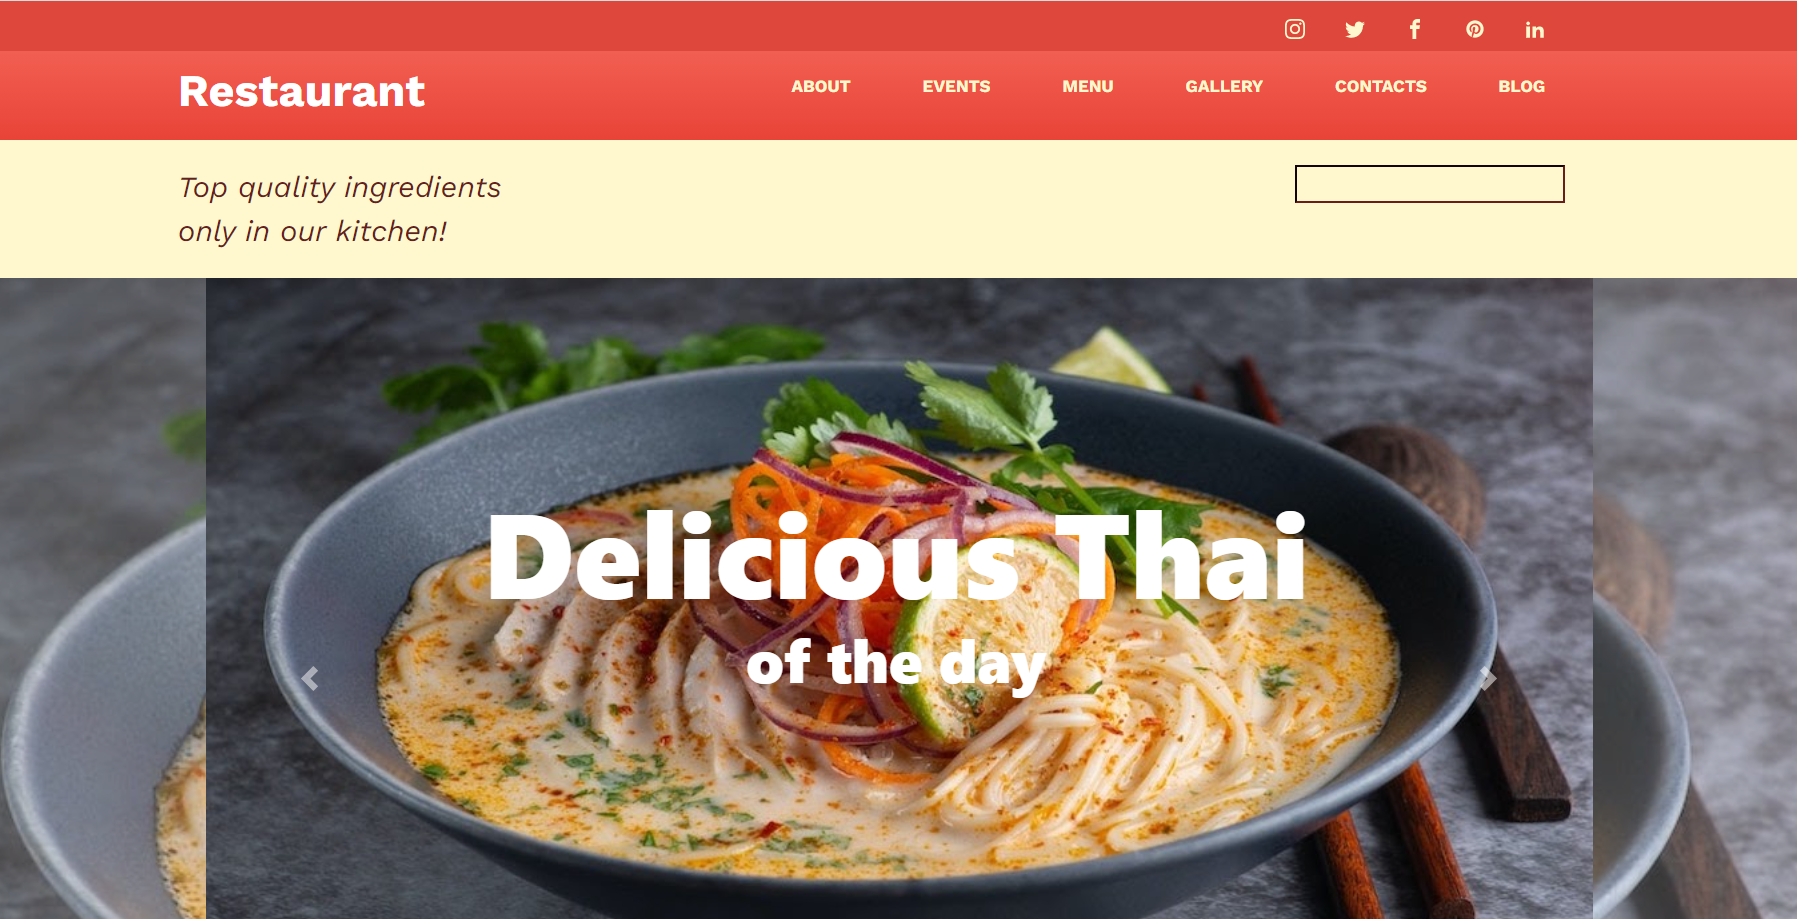 Restaurant
ABOUT EVENTS MENU GALLERY CONTACTS BLOG
Top quality ingredients
only in our kitchen!
Delicious Thai
of the day